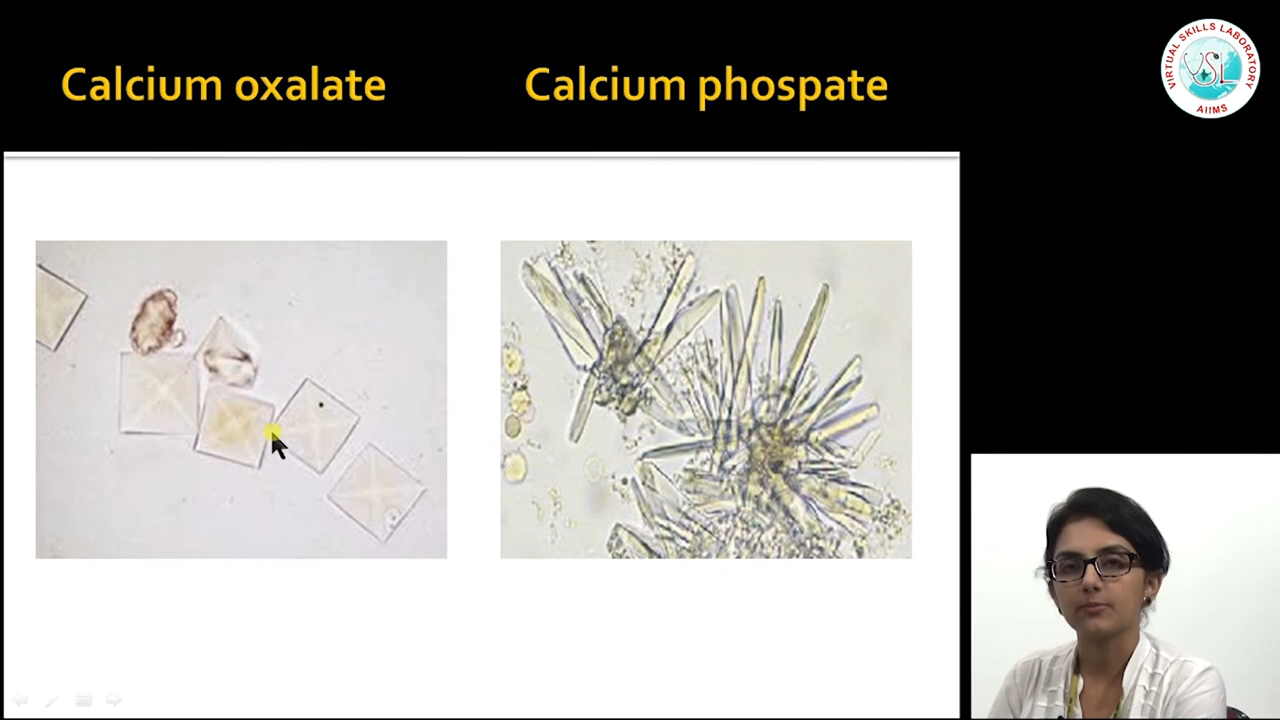 Calcium oxalate
Calcium phospate
VIRTUAL SKILLS LABORATORY
VSL
AIIMS